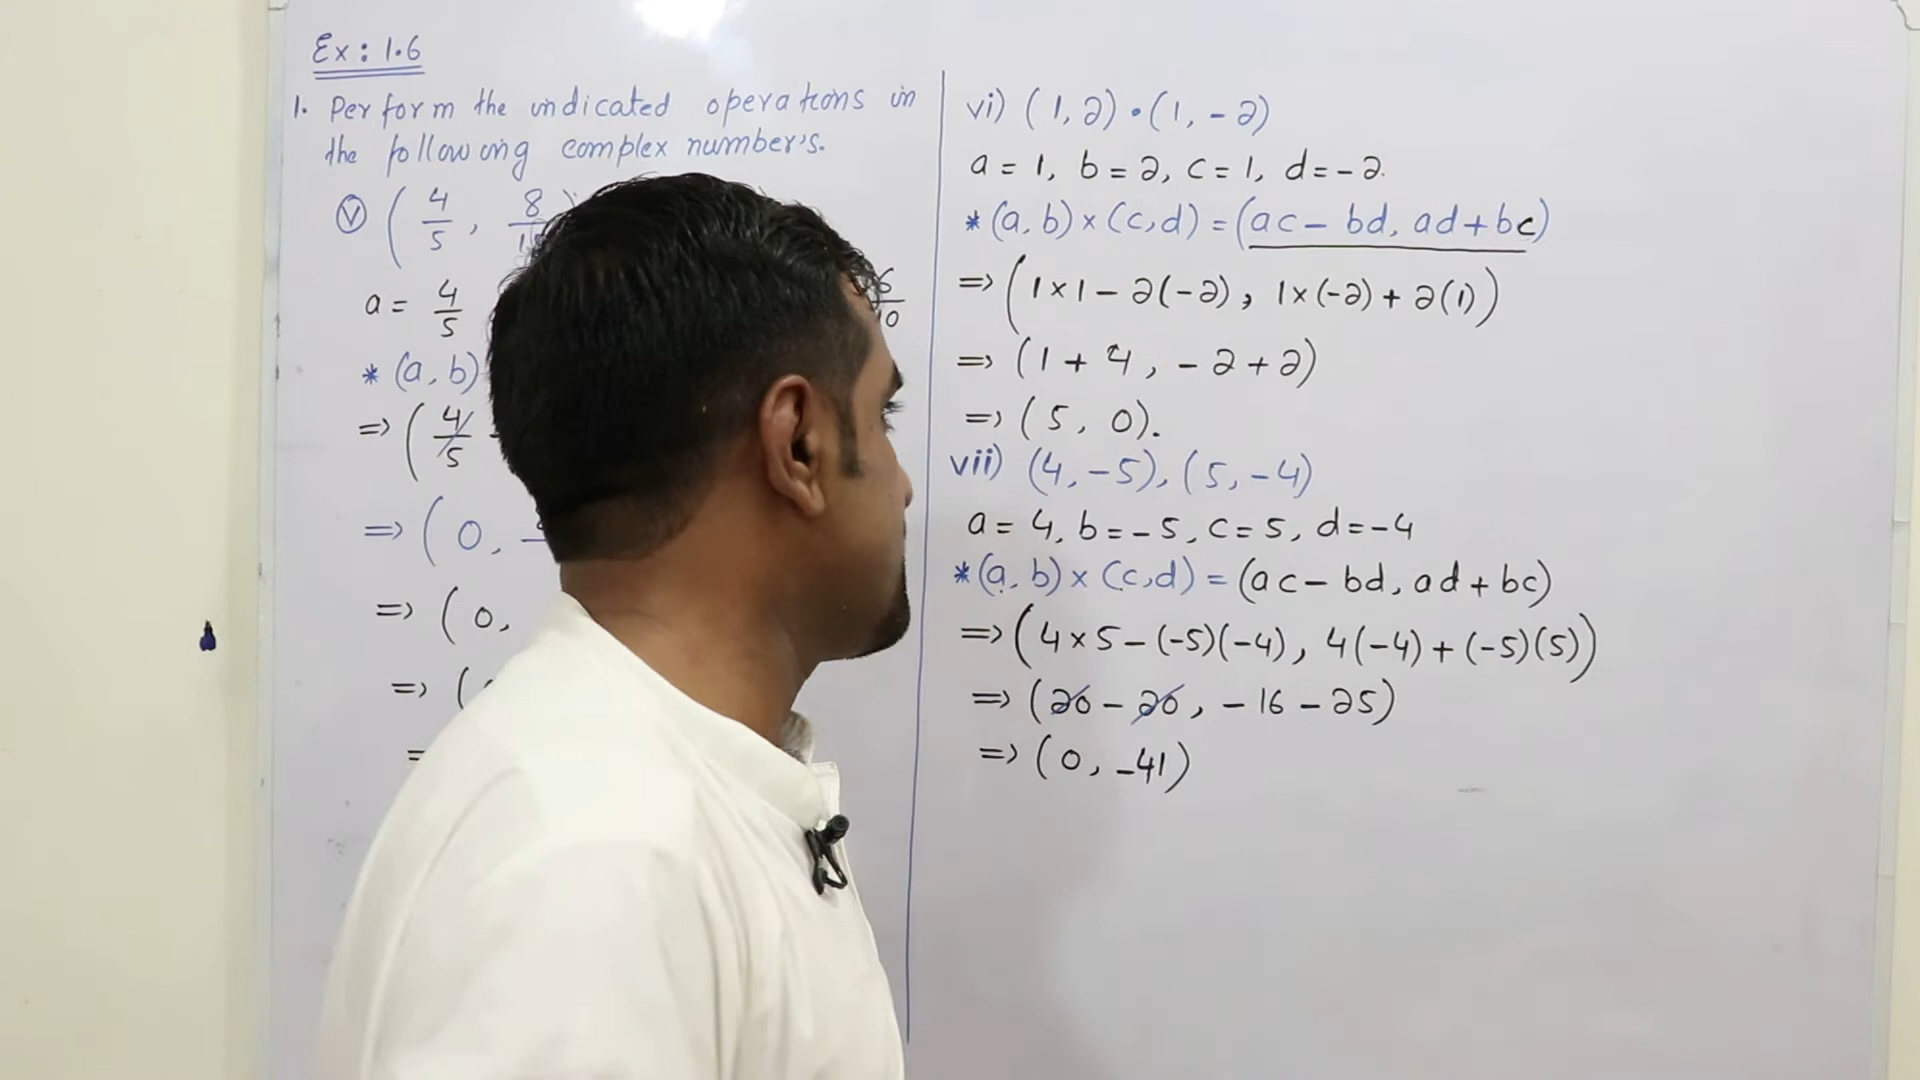 Ex: 1.6
1. Perform the indicated operations in
the following complex number's.
Ⓥ ( 4/5 , 8/
a = 4/5 6/10
* (a, b)
=> ( 4/5 -
=> ( 0, -
=> ( 0,
=> (
=
vi) (1, 2) • (1, -2)
a = 1, b = 2, c = 1, d = -2.
* (a, b) × (c, d) = (ac - bd, ad + bc)
=> ( 1×1 - 2(-2), 1×(-2) + 2(1) )
=> ( 1 + 4, -2 + 2)
=> ( 5, 0).
vii) (4, -5), (5, -4)
a = 4, b = -5, c = 5, d = -4
* (a, b) × (c, d) = (ac - bd, ad + bc)
=> ( 4×5 - (-5)(-4), 4(-4) + (-5)(5) )
=> (20 - 20, -16 - 25)
=> ( 0, -41)